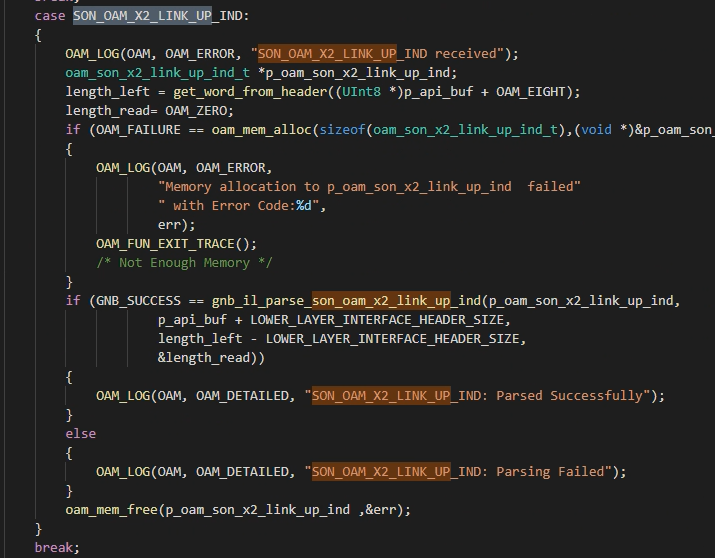 case SON_OAM_X2_LINK_UP_IND:
{
OAM_LOG(OAM, OAM_ERROR, "SON_OAM_X2_LINK_UP_IND received");
oam_son_x2_link_up_ind_t *p_oam_son_x2_link_up_ind;
length_left = get_word_from_header((UInt8 *)p_api_buf + OAM_EIGHT);
length_read= OAM_ZERO;
if (OAM_FAILURE == oam_mem_alloc(sizeof(oam_son_x2_link_up_ind_t),(void *)&p_oam_son_
{
OAM_LOG(OAM, OAM_ERROR,
"Memory allocation to p_oam_son_x2_link_up_ind  failed"
" with Error Code:%d",
err);
OAM_FUN_EXIT_TRACE();
/* Not Enough Memory */
}
if (GNB_SUCCESS == gnb_il_parse_son_oam_x2_link_up_ind(p_oam_son_x2_link_up_ind,
p_api_buf + LOWER_LAYER_INTERFACE_HEADER_SIZE,
length_left - LOWER_LAYER_INTERFACE_HEADER_SIZE,
&length_read))
{
OAM_LOG(OAM, OAM_DETAILED, "SON_OAM_X2_LINK_UP_IND: Parsed Successfully");
}
else
{
OAM_LOG(OAM, OAM_DETAILED, "SON_OAM_X2_LINK_UP_IND: Parsing Failed");
}
oam_mem_free(p_oam_son_x2_link_up_ind ,&err);
}
break;